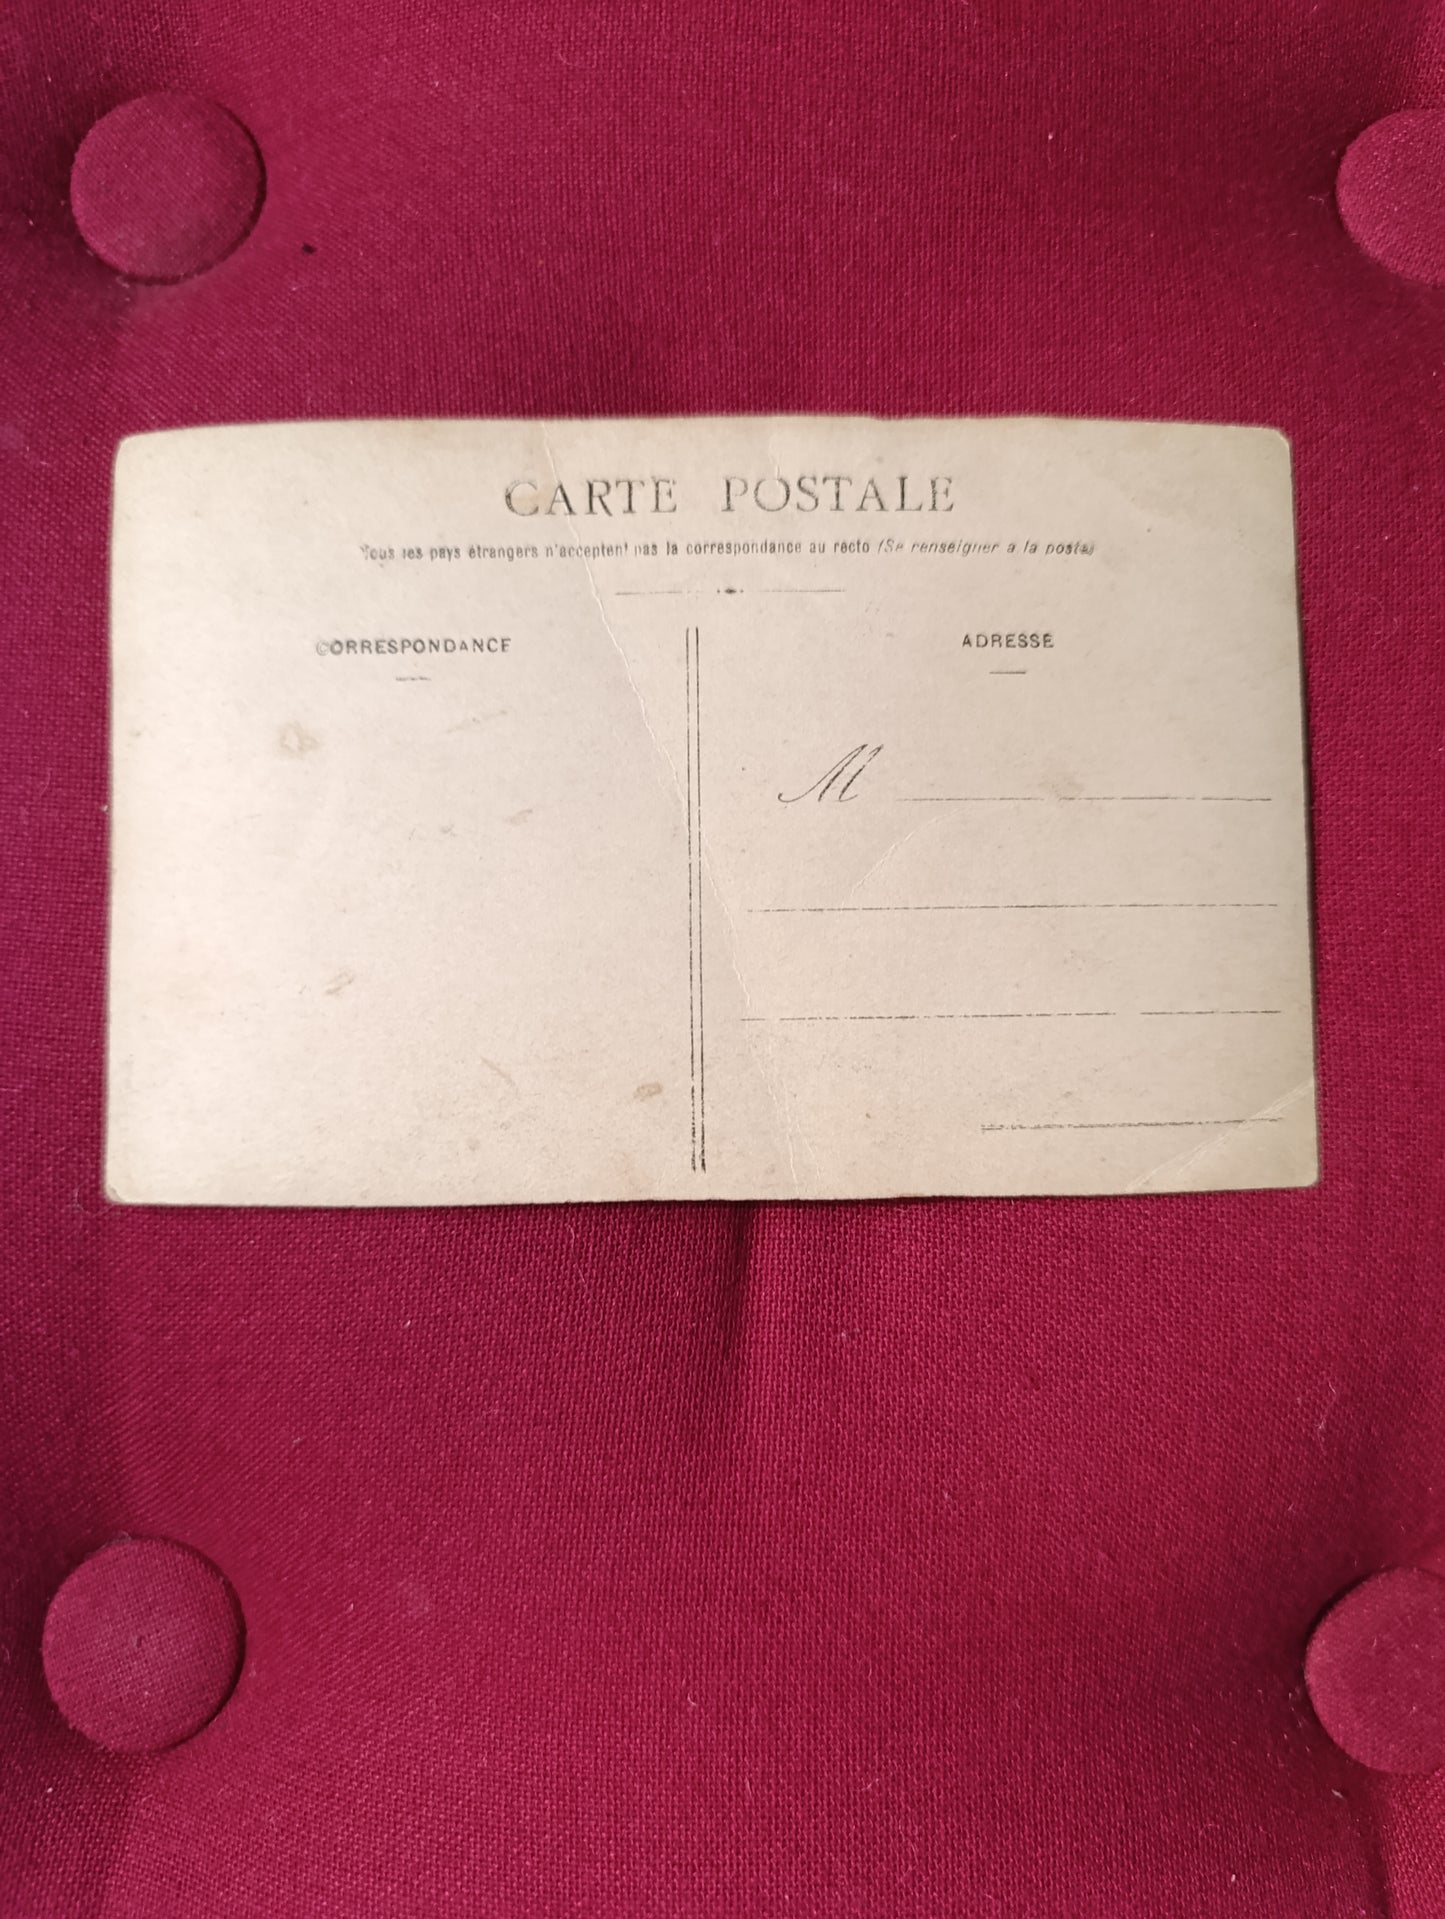 CARTE POSTALE
Tous les pays étrangers n'acceptent pas la correspondance au recto (Se renseigner a la poste)
CORRESPONDANCE
ADRESSE
M